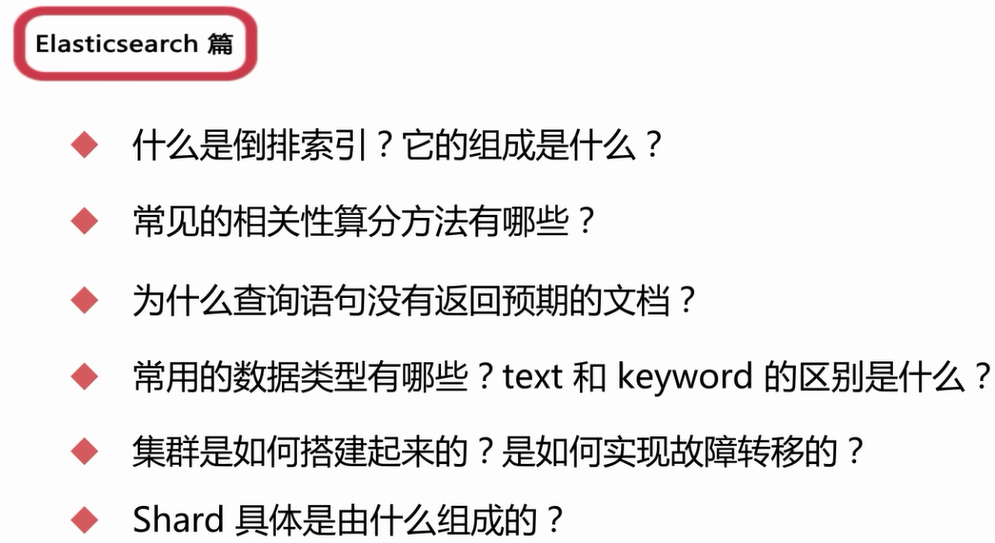 Elasticsearch 篇
什么是倒排索引？它的组成是什么？
常见的相关性算分方法有哪些？
为什么查询语句没有返回预期的文档？
常用的数据类型有哪些？text 和 keyword 的区别是什么？
集群是如何搭建起来的？是如何实现故障转移的？
Shard 具体是由什么组成的？